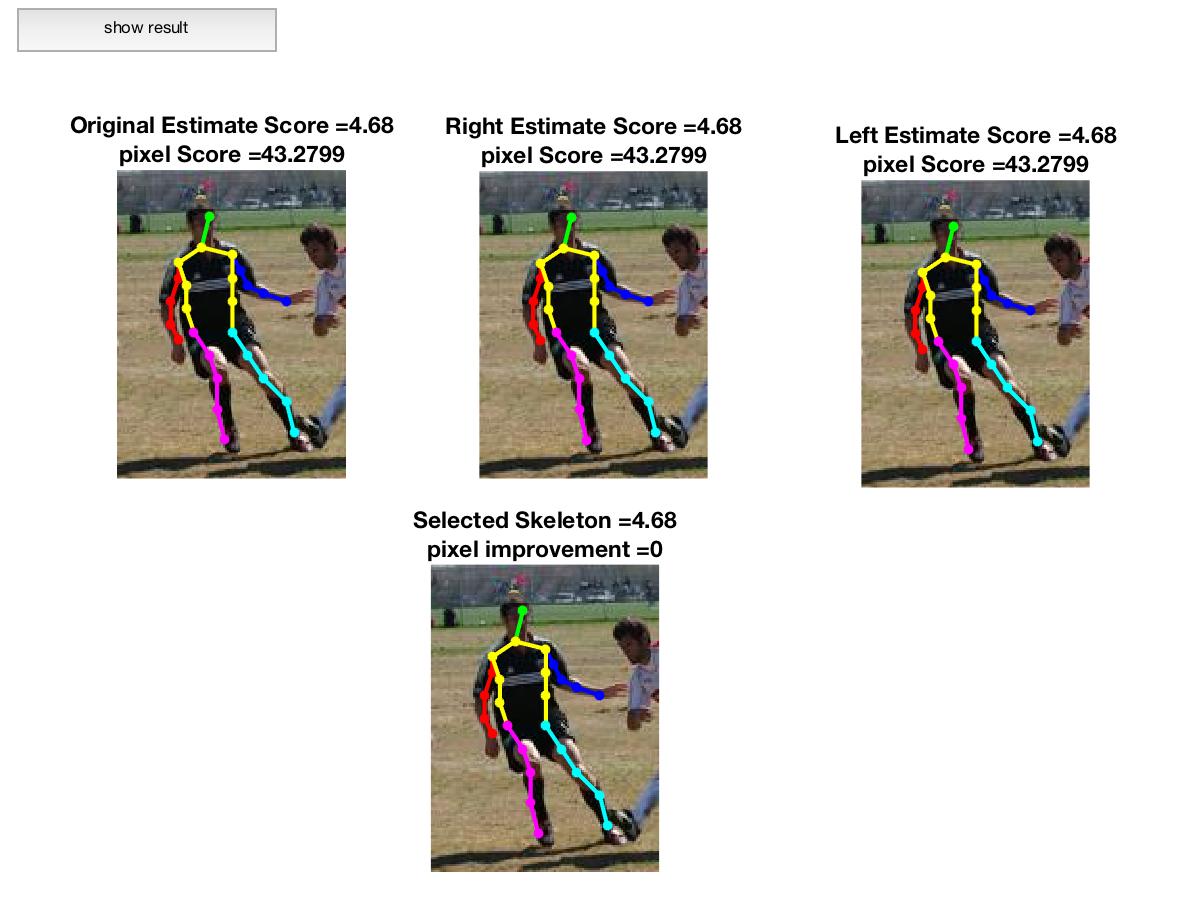 show result
Original Estimate Score =4.68
pixel Score =43.2799
Right Estimate Score =4.68
pixel Score =43.2799
Left Estimate Score =4.68
pixel Score =43.2799
Selected Skeleton =4.68
pixel improvement =0